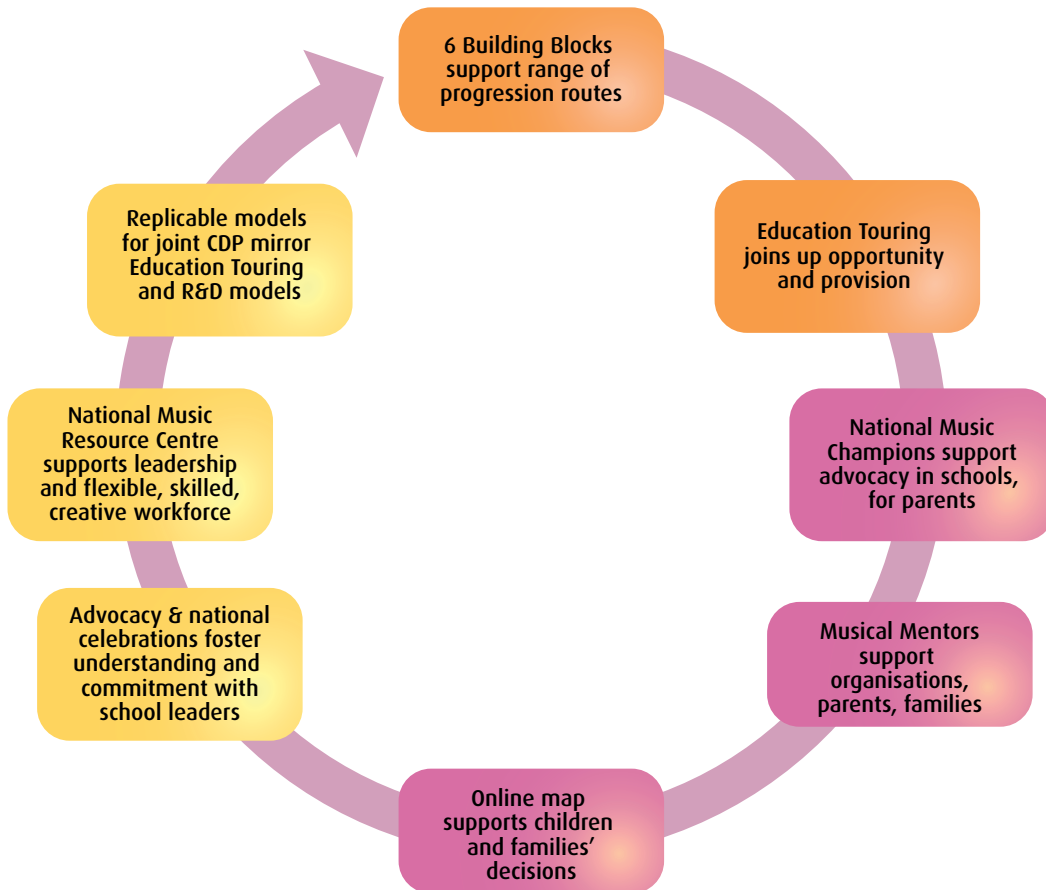 6 Building Blocks
support range of
progression routes
Education Touring
joins up opportunity
and provision
National Music
Champions support
advocacy in schools,
for parents
Musical Mentors
support
organisations,
parents, families
Online map
supports children
and families’
decisions
Advocacy & national
celebrations foster
understanding and
commitment with
school leaders
National Music
Resource Centre
supports leadership
and flexible, skilled,
creative workforce
Replicable models
for joint CDP mirror
Education Touring
and R&D models